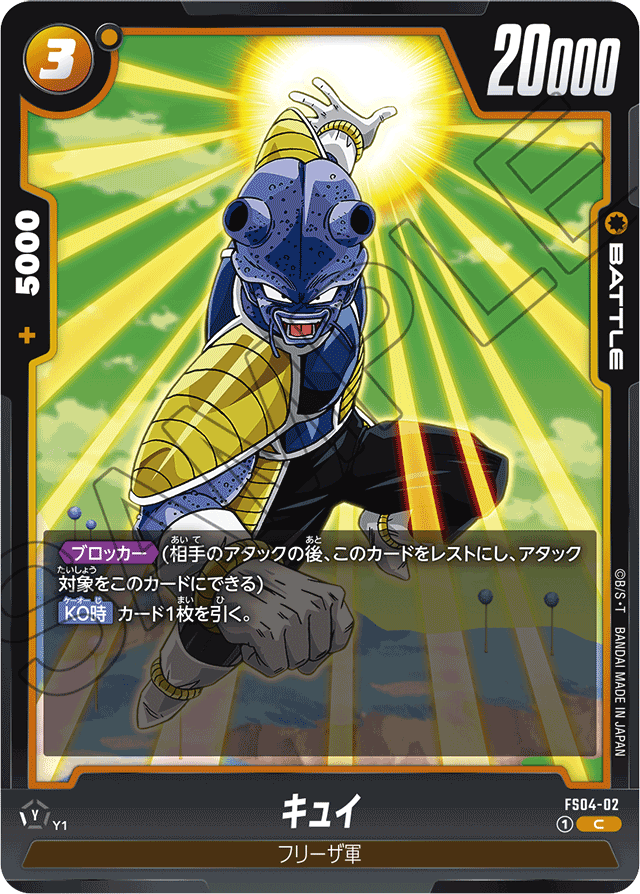 3
20000
+ 5000
BATTLE
SAMPLE
ブロッカー (相手のアタックの後、このカードをレストにし、アタック
対象をこのカードにできる)
KO時 カード1枚を引く。
©B/S・T BANDAI MADE IN JAPAN
キュイ
FS04-02
Y Y1
1 C
フリーザ軍